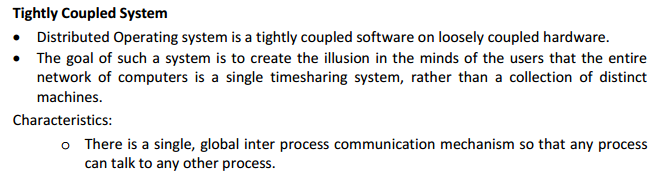 Tightly Coupled System
• Distributed Operating system is a tightly coupled software on loosely coupled hardware.
• The goal of such a system is to create the illusion in the minds of the users that the entire
network of computers is a single timesharing system, rather than a collection of distinct
machines.
Characteristics:
o There is a single, global inter process communication mechanism so that any process
can talk to any other process.